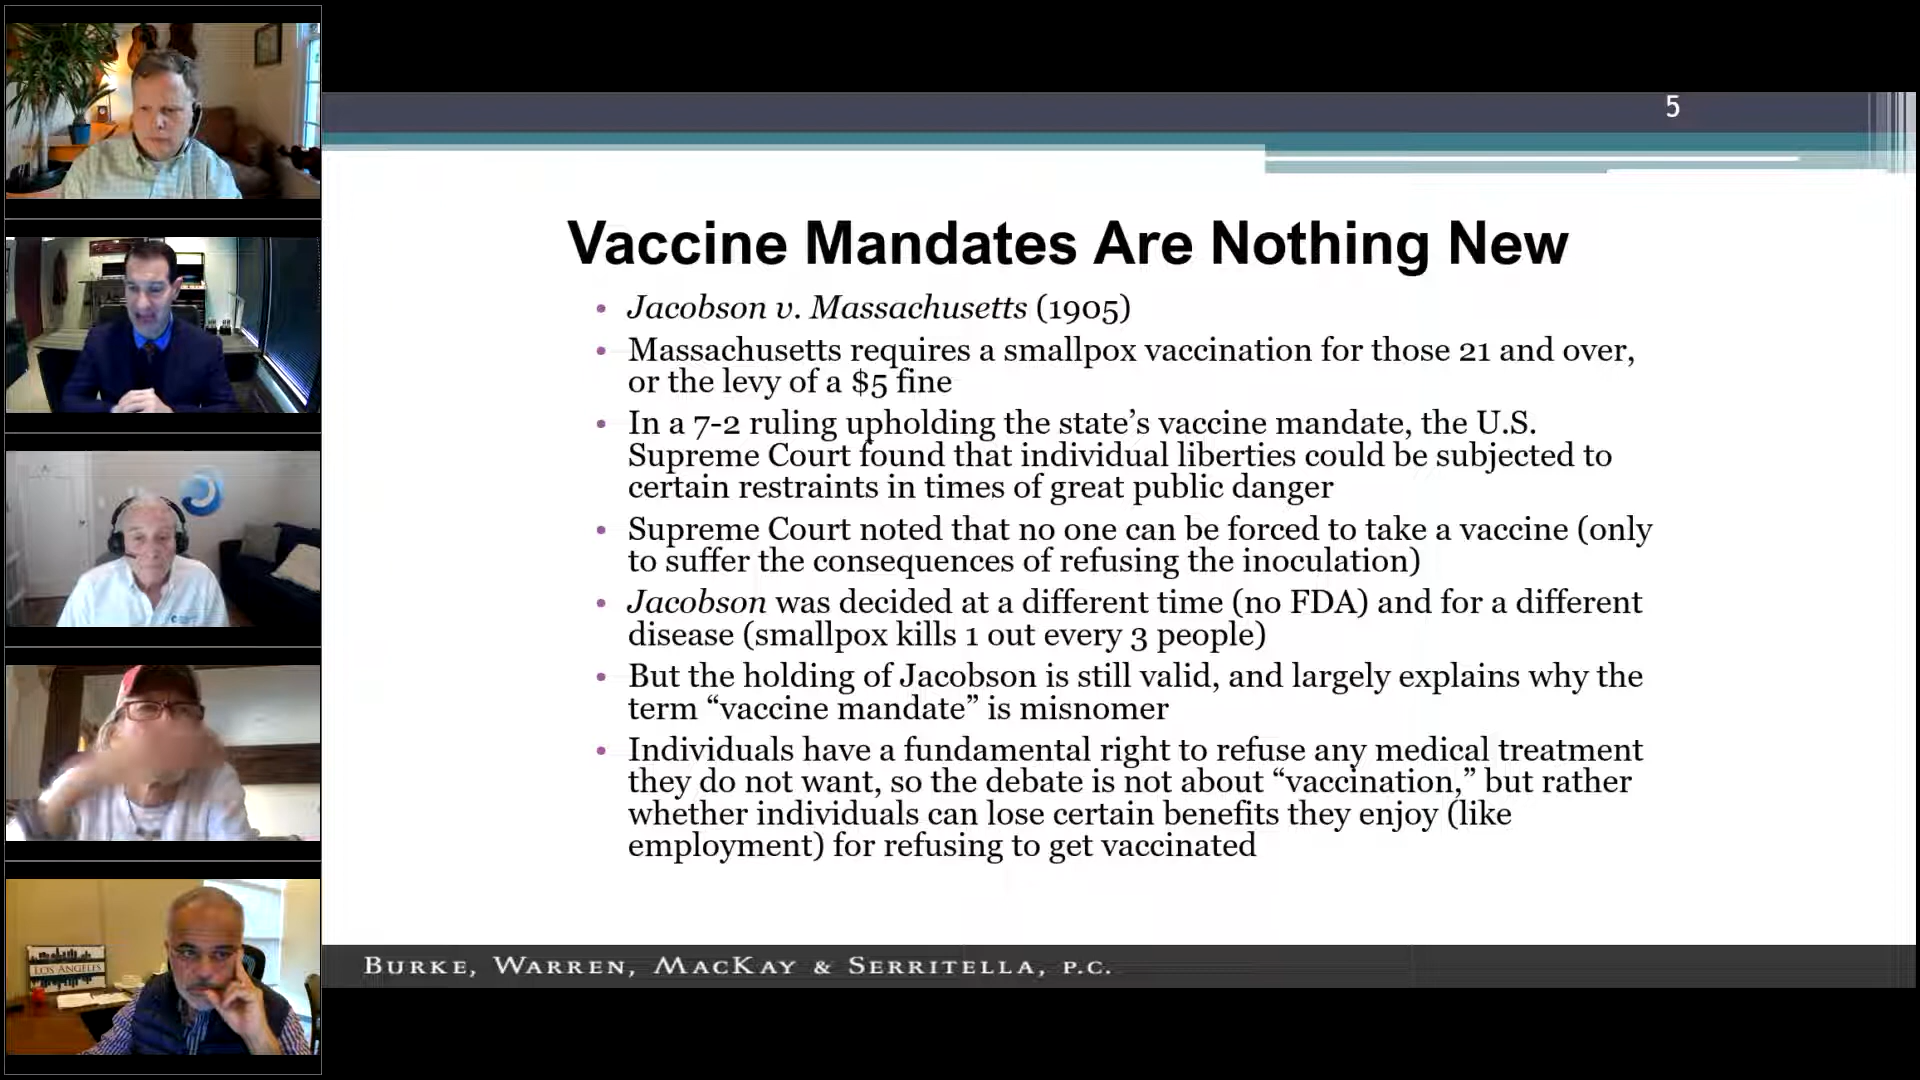 5
Vaccine Mandates Are Nothing New
• Jacobson v. Massachusetts (1905)
• Massachusetts requires a smallpox vaccination for those 21 and over,
or the levy of a $5 fine
• In a 7-2 ruling upholding the state’s vaccine mandate, the U.S.
Supreme Court found that individual liberties could be subjected to
certain restraints in times of great public danger
• Supreme Court noted that no one can be forced to take a vaccine (only
to suffer the consequences of refusing the inoculation)
• Jacobson was decided at a different time (no FDA) and for a different
disease (smallpox kills 1 out every 3 people)
• But the holding of Jacobson is still valid, and largely explains why the
term “vaccine mandate” is misnomer
• Individuals have a fundamental right to refuse any medical treatment
they do not want, so the debate is not about “vaccination,” but rather
whether individuals can lose certain benefits they enjoy (like
employment) for refusing to get vaccinated
BURKE, WARREN, MACKAY & SERRITELLA, P.C.
LOS ANGELES